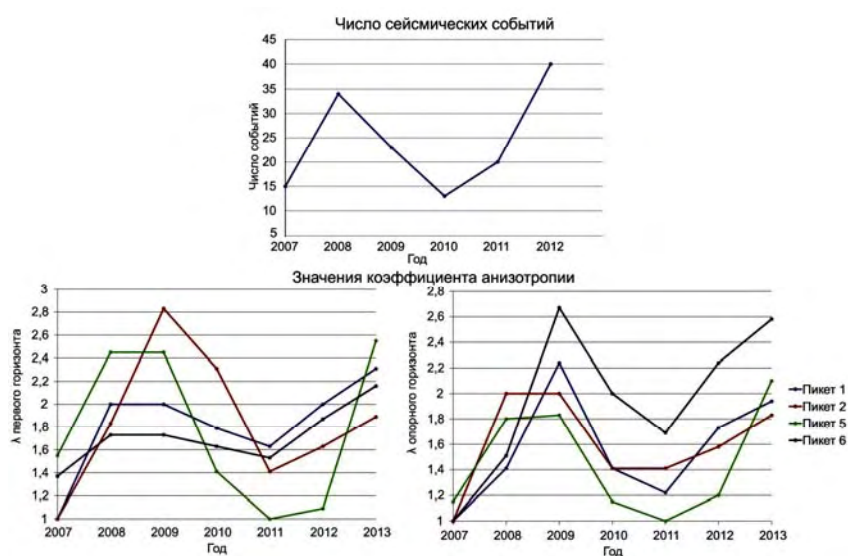 Число сейсмических событий
Число событий
45
40
35
30
25
20
15
10
5
2007 2008 2009 2010 2011 2012
Год
Значения коэффициента анизотропии
λ первого горизонта
3
2,8
2,6
2,4
2,2
2
1,8
1,6
1,4
1,2
1
2007 2008 2009 2010 2011 2012 2013
Год
λ опорного горизонта
2,8
2,6
2,4
2,2
2
1,8
1,6
1,4
1,2
1
2007 2008 2009 2010 2011 2012 2013
Год
Пикет 1
Пикет 2
Пикет 5
Пикет 6